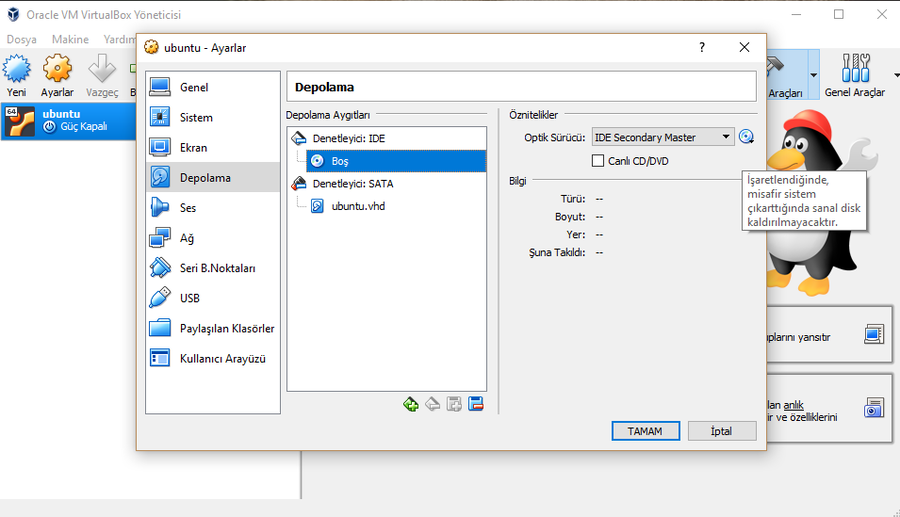 Oracle VM VirtualBox Yöneticisi
Dosya Makine Yardım
Yeni Ayarlar Vazgeç
Araçları Genel Araçlar
64
ubuntu
Güç Kapalı
ubuntu - Ayarlar
?
Genel
Sistem
Ekran
Depolama
Ses
Ağ
Seri B.Noktaları
USB
Paylaşılan Klasörler
Kullanıcı Arayüzü
Depolama
Depolama Aygıtları
Denetleyici: IDE
Boş
Denetleyici: SATA
ubuntu.vhd
Öznitelikler
Optik Sürücü: IDE Secondary Master
Canlı CD/DVD
Bilgi
Türü: --
Boyut: --
Yer: --
Şuna Takıldı: --
İşaretlendiğinde,
misafir sistem
çıkarttığında sanal disk
kaldırılmayacaktır.
yansıtır
anlık
ve özelliklerini
TAMAM İptal